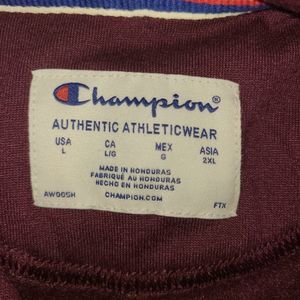 Champion
AUTHENTIC ATHLETICWEAR
USA CA MEX ASIA
L L/G G 2XL
MADE IN HONDURAS
FABRIQUÉ AU HONDURAS
HECHO EN HONDURAS
AW065H CHAMPION.COM FTX